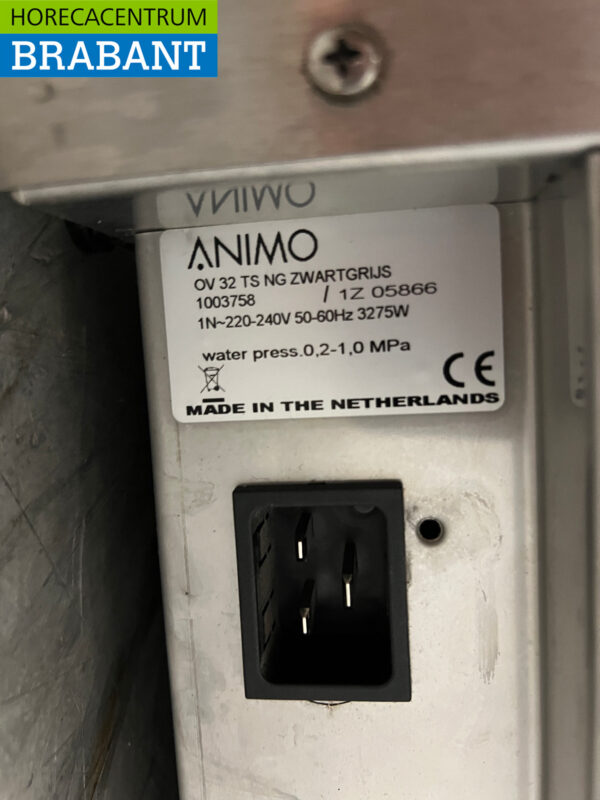 HORECACENTRUM
BRABANT
ANIMO
ANIMO
OV 32 TS NG ZWARTGRIJS
1003758 / 1Z 05866
1N~220-240V 50-60Hz 3275W
water press.0,2-1,0 MPa
CE
MADE IN THE NETHERLANDS